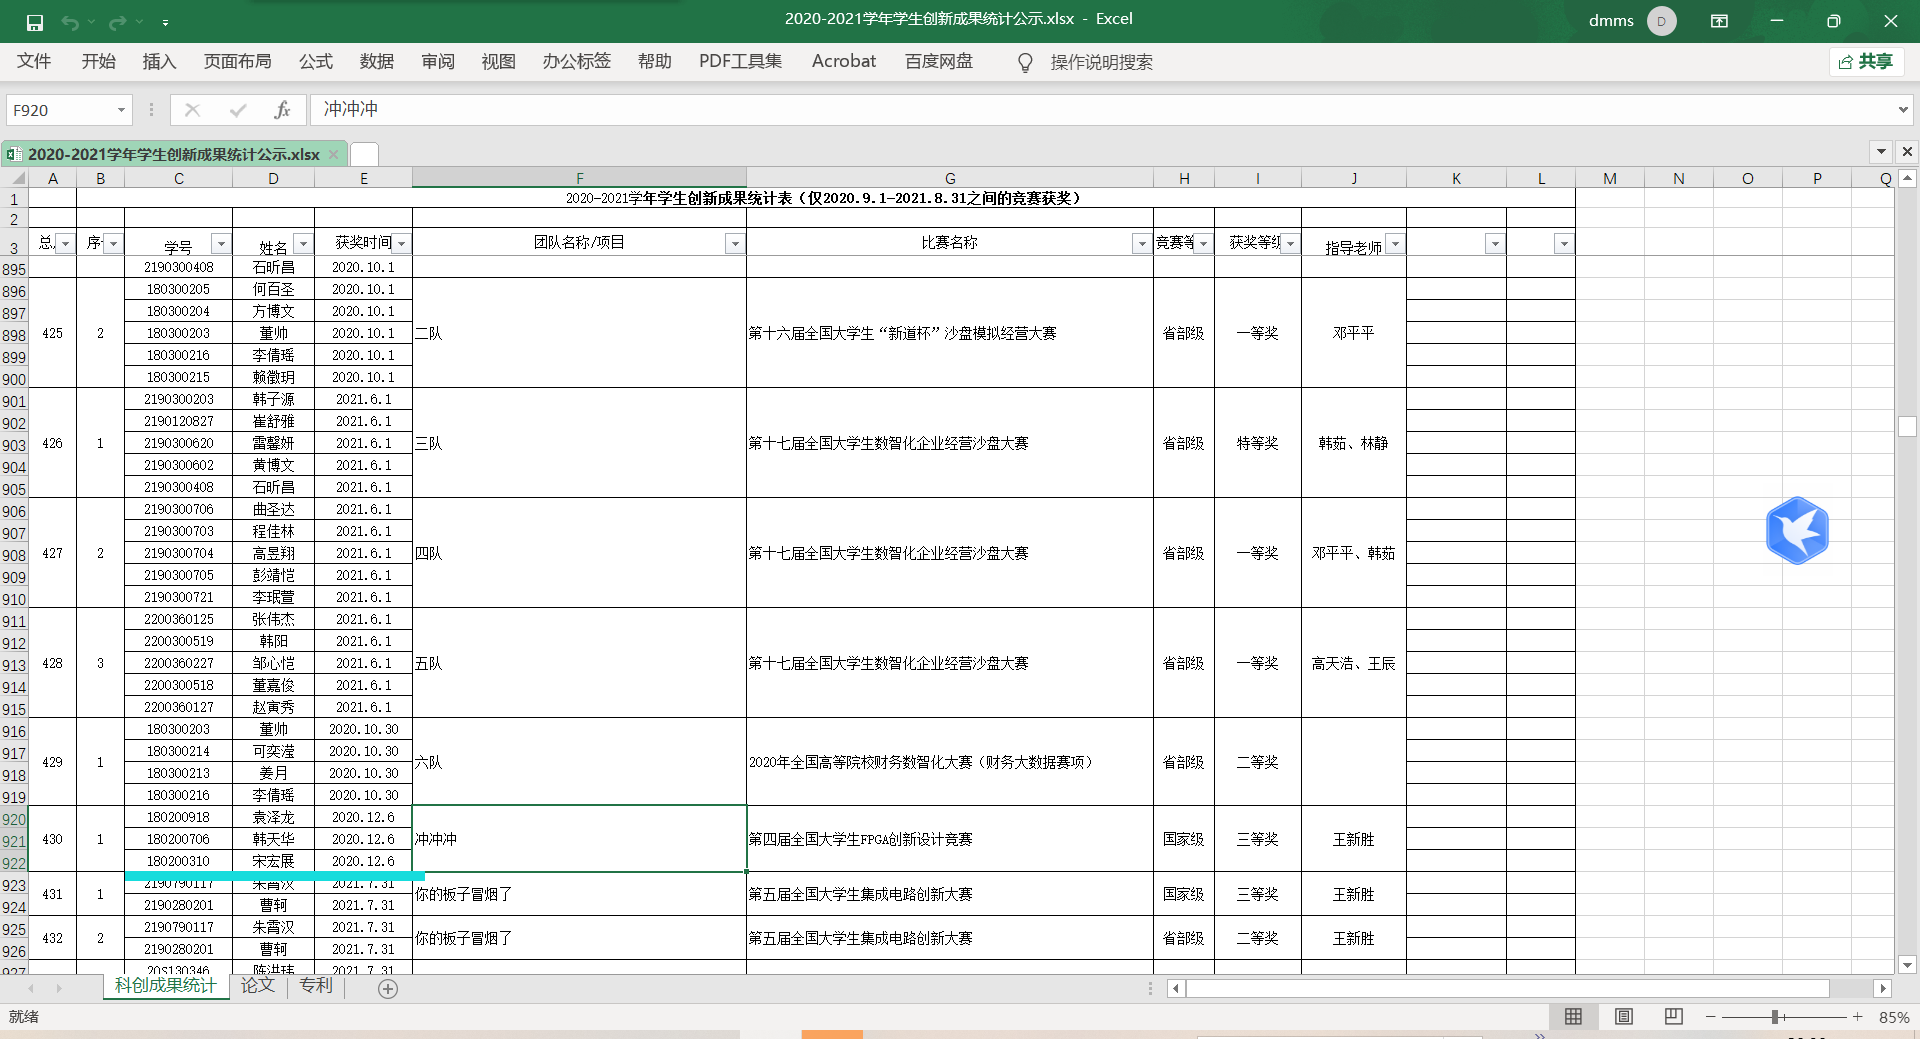 2020-2021学年学生创新成果统计公示.xlsx - Excel
dmms D
文件 开始 插入 页面布局 公式 数据 审阅 视图 办公标签 帮助 PDF工具集 Acrobat 百度网盘 操作说明搜索 共享
F920 fx 冲冲冲
2020-2021学年学生创新成果统计公示.xlsx
A B C D E F G H I J K L M N O P Q
1 2020-2021学年学生创新成果统计表（仅2020.9.1-2021.8.31之间的竞赛获奖）
2
3 总 序 学号 姓名 获奖时间 团队名称/项目 比赛名称 竞赛等 获奖等级 指导老师
895 2190300408 石昕昌 2020.10.1
896 180300205 何百圣 2020.10.1
897 180300204 方博文 2020.10.1
898 425 2 180300203 董帅 2020.10.1 二队 第十六届全国大学生“新道杯”沙盘模拟经营大赛 省部级 一等奖 邓平平
899 180300216 李倩瑶 2020.10.1
900 180300215 赖徽玥 2020.10.1
901 2190300203 韩子源 2021.6.1
902 2190120827 崔舒雅 2021.6.1
903 426 1 2190300620 雷馨妍 2021.6.1 三队 第十七届全国大学生数智化企业经营沙盘大赛 省部级 特等奖 韩茹、林静
904 2190300602 黄博文 2021.6.1
905 2190300408 石昕昌 2021.6.1
906 2190300706 曲圣达 2021.6.1
907 2190300703 程佳林 2021.6.1
908 427 2 2190300704 高昱翔 2021.6.1 四队 第十七届全国大学生数智化企业经营沙盘大赛 省部级 一等奖 邓平平、韩茹
909 2190300705 彭靖恺 2021.6.1
910 2190300721 李珉萱 2021.6.1
911 2200360125 张伟杰 2021.6.1
912 2200300519 韩阳 2021.6.1
913 428 3 2200360227 邹心恺 2021.6.1 五队 第十七届全国大学生数智化企业经营沙盘大赛 省部级 一等奖 高天浩、王辰
914 2200300518 董嘉俊 2021.6.1
915 2200360127 赵寅秀 2021.6.1
916 180300203 董帅 2020.10.30
917 180300214 可奕滢 2020.10.30
918 429 1 180300213 姜月 2020.10.30 六队 2020年全国高等院校财务数智化大赛（财务大数据赛项） 省部级 二等奖
919 180300216 李倩瑶 2020.10.30
920 180200918 袁泽龙 2020.12.6
921 430 1 180200706 韩天华 2020.12.6 冲冲冲 第四届全国大学生FPGA创新设计竞赛 国家级 三等奖 王新胜
922 180200310 宋宏展 2020.12.6
923 431 1 2190790117 朱霄汉 2021.7.31 你的板子冒烟了 第五届全国大学生集成电路创新大赛 国家级 三等奖 王新胜
924 2190280201 曹轲 2021.7.31
925 432 2 2190790117 朱霄汉 2021.7.31 你的板子冒烟了 第五届全国大学生集成电路创新大赛 省部级 二等奖 王新胜
926 2190280201 曹轲 2021.7.31
927 20S130346 陈洪玮 2021.7.31
科创成果统计 论文 专利
就绪 85%